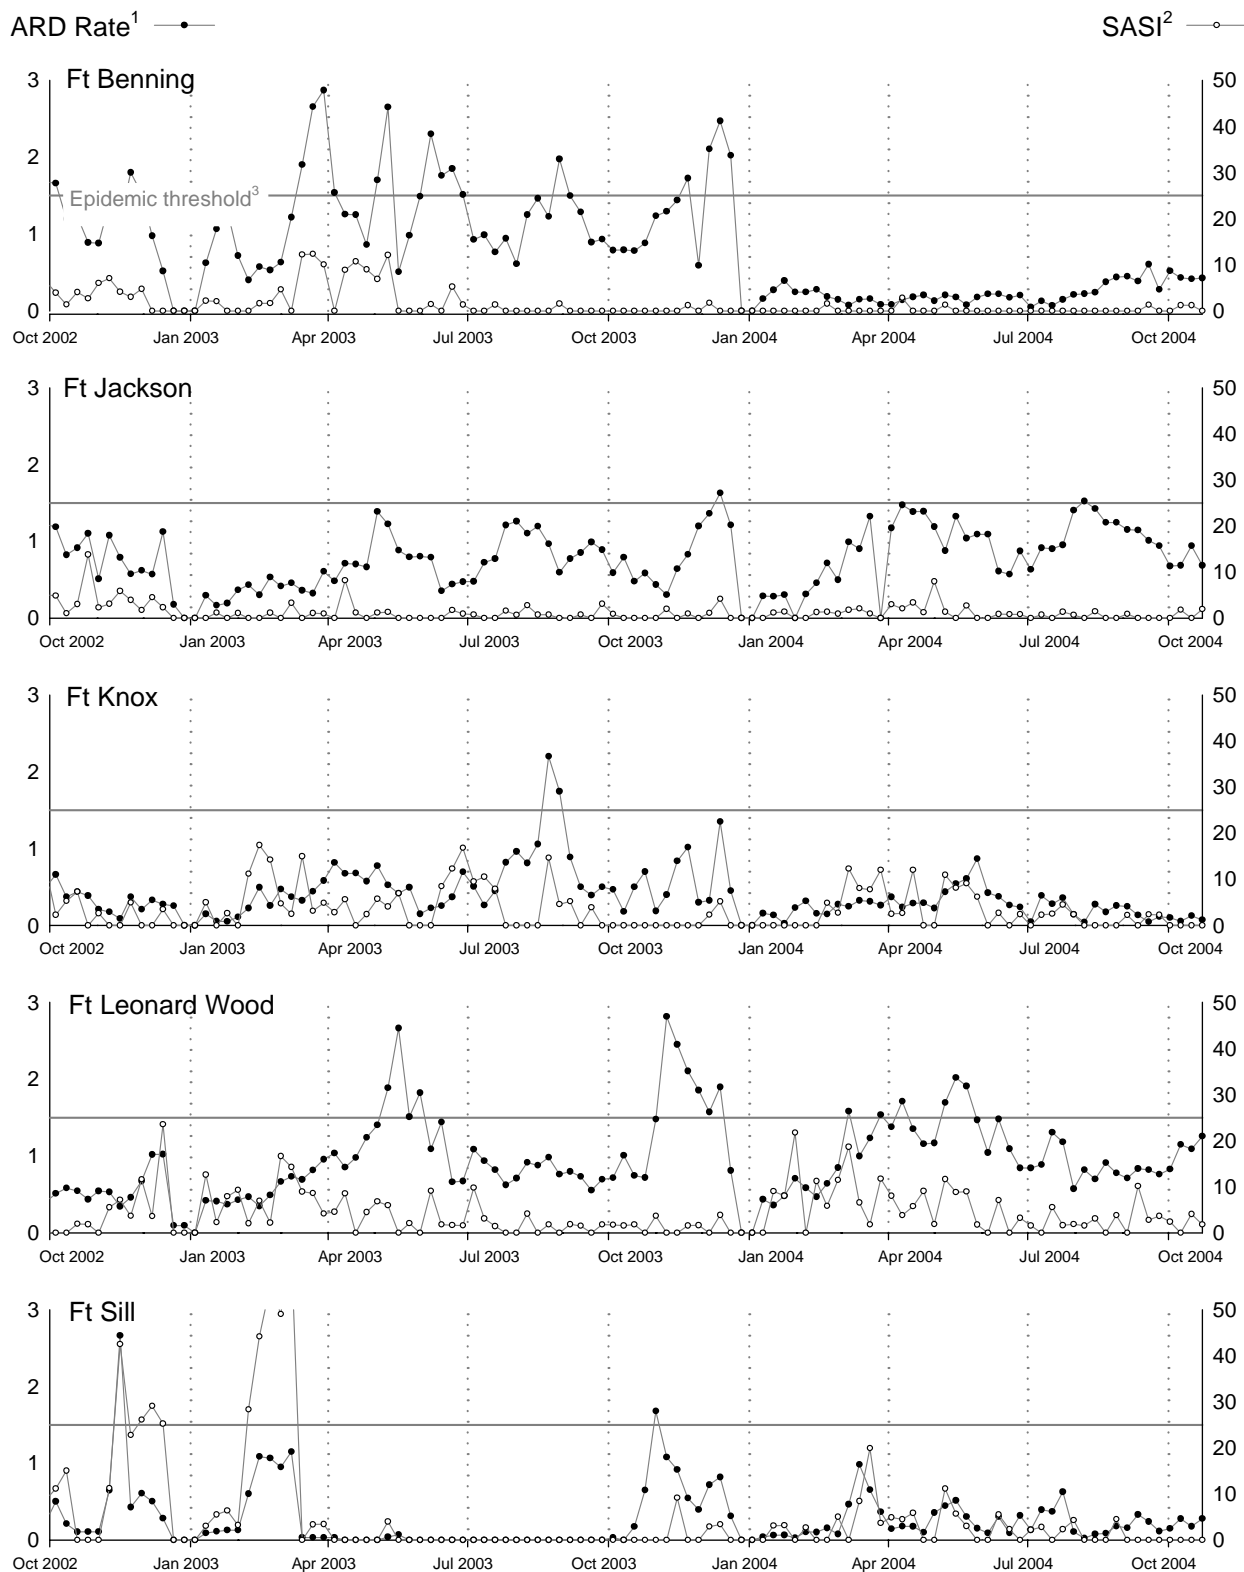 ARD Rate1 SASI2
Ft Benning
3 50
40
2 30
Epidemic threshold3
20
1
10
0 0
Oct 2002 Jan 2003 Apr 2003 Jul 2003 Oct 2003 Jan 2004 Apr 2004 Jul 2004 Oct 2004
Ft Jackson
3 50
40
2 30
20
1
10
0 0
Oct 2002 Jan 2003 Apr 2003 Jul 2003 Oct 2003 Jan 2004 Apr 2004 Jul 2004 Oct 2004
Ft Knox
3 50
40
2 30
20
1
10
0 0
Oct 2002 Jan 2003 Apr 2003 Jul 2003 Oct 2003 Jan 2004 Apr 2004 Jul 2004 Oct 2004
Ft Leonard Wood
3 50
40
2 30
20
1
10
0 0
Oct 2002 Jan 2003 Apr 2003 Jul 2003 Oct 2003 Jan 2004 Apr 2004 Jul 2004 Oct 2004
Ft Sill
3 50
40
2 30
20
1
10
0 0
Oct 2002 Jan 2003 Apr 2003 Jul 2003 Oct 2003 Jan 2004 Apr 2004 Jul 2004 Oct 2004